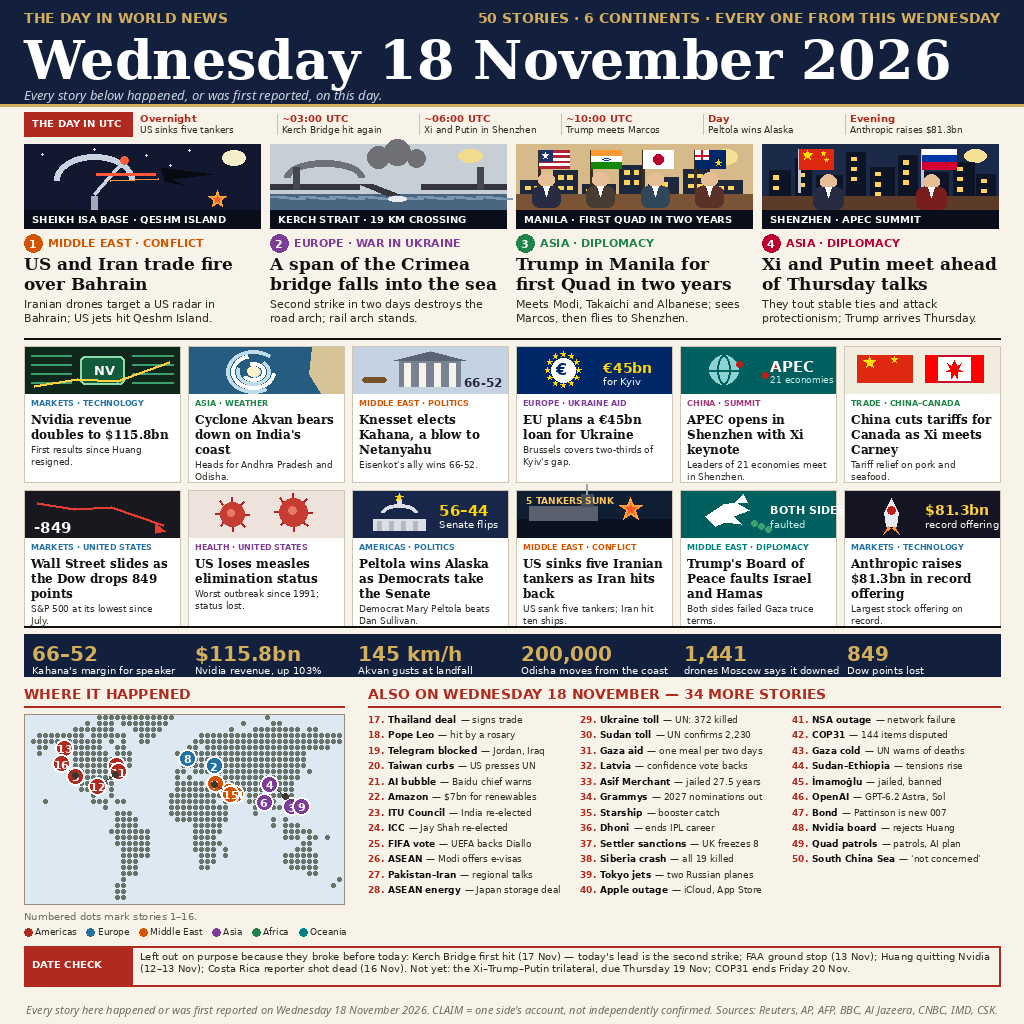 THE DAY IN WORLD NEWS
50 STORIES · 6 CONTINENTS · EVERY ONE FROM THIS WEDNESDAY
Wednesday 18 November 2026
Every story below happened, or was first reported, on this day.
THE DAY IN UTC
Overnight
US sinks five tankers
~03:00 UTC
Kerch Bridge hit again
~06:00 UTC
Xi and Putin in Shenzhen
~10:00 UTC
Trump meets Marcos
Day
Peltola wins Alaska
Evening
Anthropic raises $81.3bn
SHEIKH ISA BASE · QESHM ISLAND
KERCH STRAIT · 19 KM CROSSING
MANILA · FIRST QUAD IN TWO YEARS
SHENZHEN · APEC SUMMIT
1 MIDDLE EAST · CONFLICT
US and Iran trade fire
over Bahrain
Iranian drones target a US radar in
Bahrain; US jets hit Qeshm Island.
2 EUROPE · WAR IN UKRAINE
A span of the Crimea
bridge falls into the sea
Second strike in two days destroys the
road arch; rail arch stands.
3 ASIA · DIPLOMACY
Trump in Manila for
first Quad in two years
Meets Modi, Takaichi and Albanese; sees
Marcos, then flies to Shenzhen.
4 ASIA · DIPLOMACY
Xi and Putin meet ahead
of Thursday talks
They tout stable ties and attack
protectionism; Trump arrives Thursday.
NV
MARKETS · TECHNOLOGY
Nvidia revenue
doubles to $115.8bn
First results since Huang
resigned.
ASIA · WEATHER
Cyclone Akvan bears
down on India's
coast
Heads for Andhra Pradesh and
Odisha.
66-52
MIDDLE EAST · POLITICS
Knesset elects
Kahana, a blow to
Netanyahu
Eisenkot's ally wins 66-52.
€
€45bn
for Kyiv
EUROPE · UKRAINE AID
EU plans a €45bn
loan for Ukraine
Brussels covers two-thirds of
Kyiv's gap.
APEC
21 economies
CHINA · SUMMIT
APEC opens in
Shenzhen with Xi
keynote
Leaders of 21 economies meet
in Shenzhen.
TRADE · CHINA-CANADA
China cuts tariffs for
Canada as Xi meets
Carney
Tariff relief on pork and
seafood.
-849
MARKETS · UNITED STATES
Wall Street slides as
the Dow drops 849
points
S&P 500 at its lowest since
July.
HEALTH · UNITED STATES
US loses measles
elimination status
Worst outbreak since 1991;
status lost.
56–44
Senate flips
AMERICAS · POLITICS
Peltola wins Alaska
as Democrats take
the Senate
Democrat Mary Peltola beats
Dan Sullivan.
5 TANKERS SUNK
MIDDLE EAST · CONFLICT
US sinks five Iranian
tankers as Iran hits
back
US sank five tankers; Iran hit
ten ships.
BOTH SIDE
faulted
MIDDLE EAST · DIPLOMACY
Trump's Board of
Peace faults Israel
and Hamas
Both sides failed Gaza truce
terms.
$81.3bn
record offering
MARKETS · TECHNOLOGY
Anthropic raises
$81.3bn in record
offering
Largest stock offering on
record.
66–52
Kahana's margin for speaker
$115.8bn
Nvidia revenue, up 103%
145 km/h
Akvan gusts at landfall
200,000
Odisha moves from the coast
1,441
drones Moscow says it downed
849
Dow points lost
WHERE IT HAPPENED
13
16
1
12
8
2
15
4
6
3
9
Numbered dots mark stories 1–16.
Americas Europe Middle East Asia Africa Oceania
ALSO ON WEDNESDAY 18 NOVEMBER — 34 MORE STORIES
17. Thailand deal — signs trade
18. Pope Leo — hit by a rosary
19. Telegram blocked — Jordan, Iraq
20. Taiwan curbs — US presses UN
21. AI bubble — Baidu chief warns
22. Amazon — $7bn for renewables
23. ITU Council — India re-elected
24. ICC — Jay Shah re-elected
25. FIFA vote — UEFA backs Diallo
26. ASEAN — Modi offers e-visas
27. Pakistan-Iran — regional talks
28. ASEAN energy — Japan storage deal
29. Ukraine toll — UN: 372 killed
30. Sudan toll — UN confirms 2,230
31. Gaza aid — one meal per two days
32. Latvia — confidence vote backs
33. Asif Merchant — jailed 27.5 years
34. Grammys — 2027 nominations out
35. Starship — booster catch
36. Dhoni — ends IPL career
37. Settler sanctions — UK freezes 8
38. Siberia crash — all 19 killed
39. Tokyo jets — two Russian planes
40. Apple outage — iCloud, App Store
41. NSA outage — network failure
42. COP31 — 144 items disputed
43. Gaza cold — UN warns of deaths
44. Sudan–Ethiopia — tensions rise
45. İmamoğlu — jailed, banned
46. OpenAI — GPT-6.2 Astra, Sol
47. Bond — Pattinson is new 007
48. Nvidia board — rejects Huang
49. Quad patrols — patrols, AI plan
50. South China Sea — 'not concerned'
DATE CHECK
Left out on purpose because they broke before today: Kerch Bridge first hit (17 Nov) — today's lead is the second strike; FAA ground stop (13 Nov); Huang quitting Nvidia
(12–13 Nov); Costa Rica reporter shot dead (16 Nov). Not yet: the Xi–Trump–Putin trilateral, due Thursday 19 Nov; COP31 ends Friday 20 Nov.
Every story here happened or was first reported on Wednesday 18 November 2026. CLAIM = one side's account, not independently confirmed. Sources: Reuters, AP, AFP, BBC, Al Jazeera, CNBC, IMD, CSK.